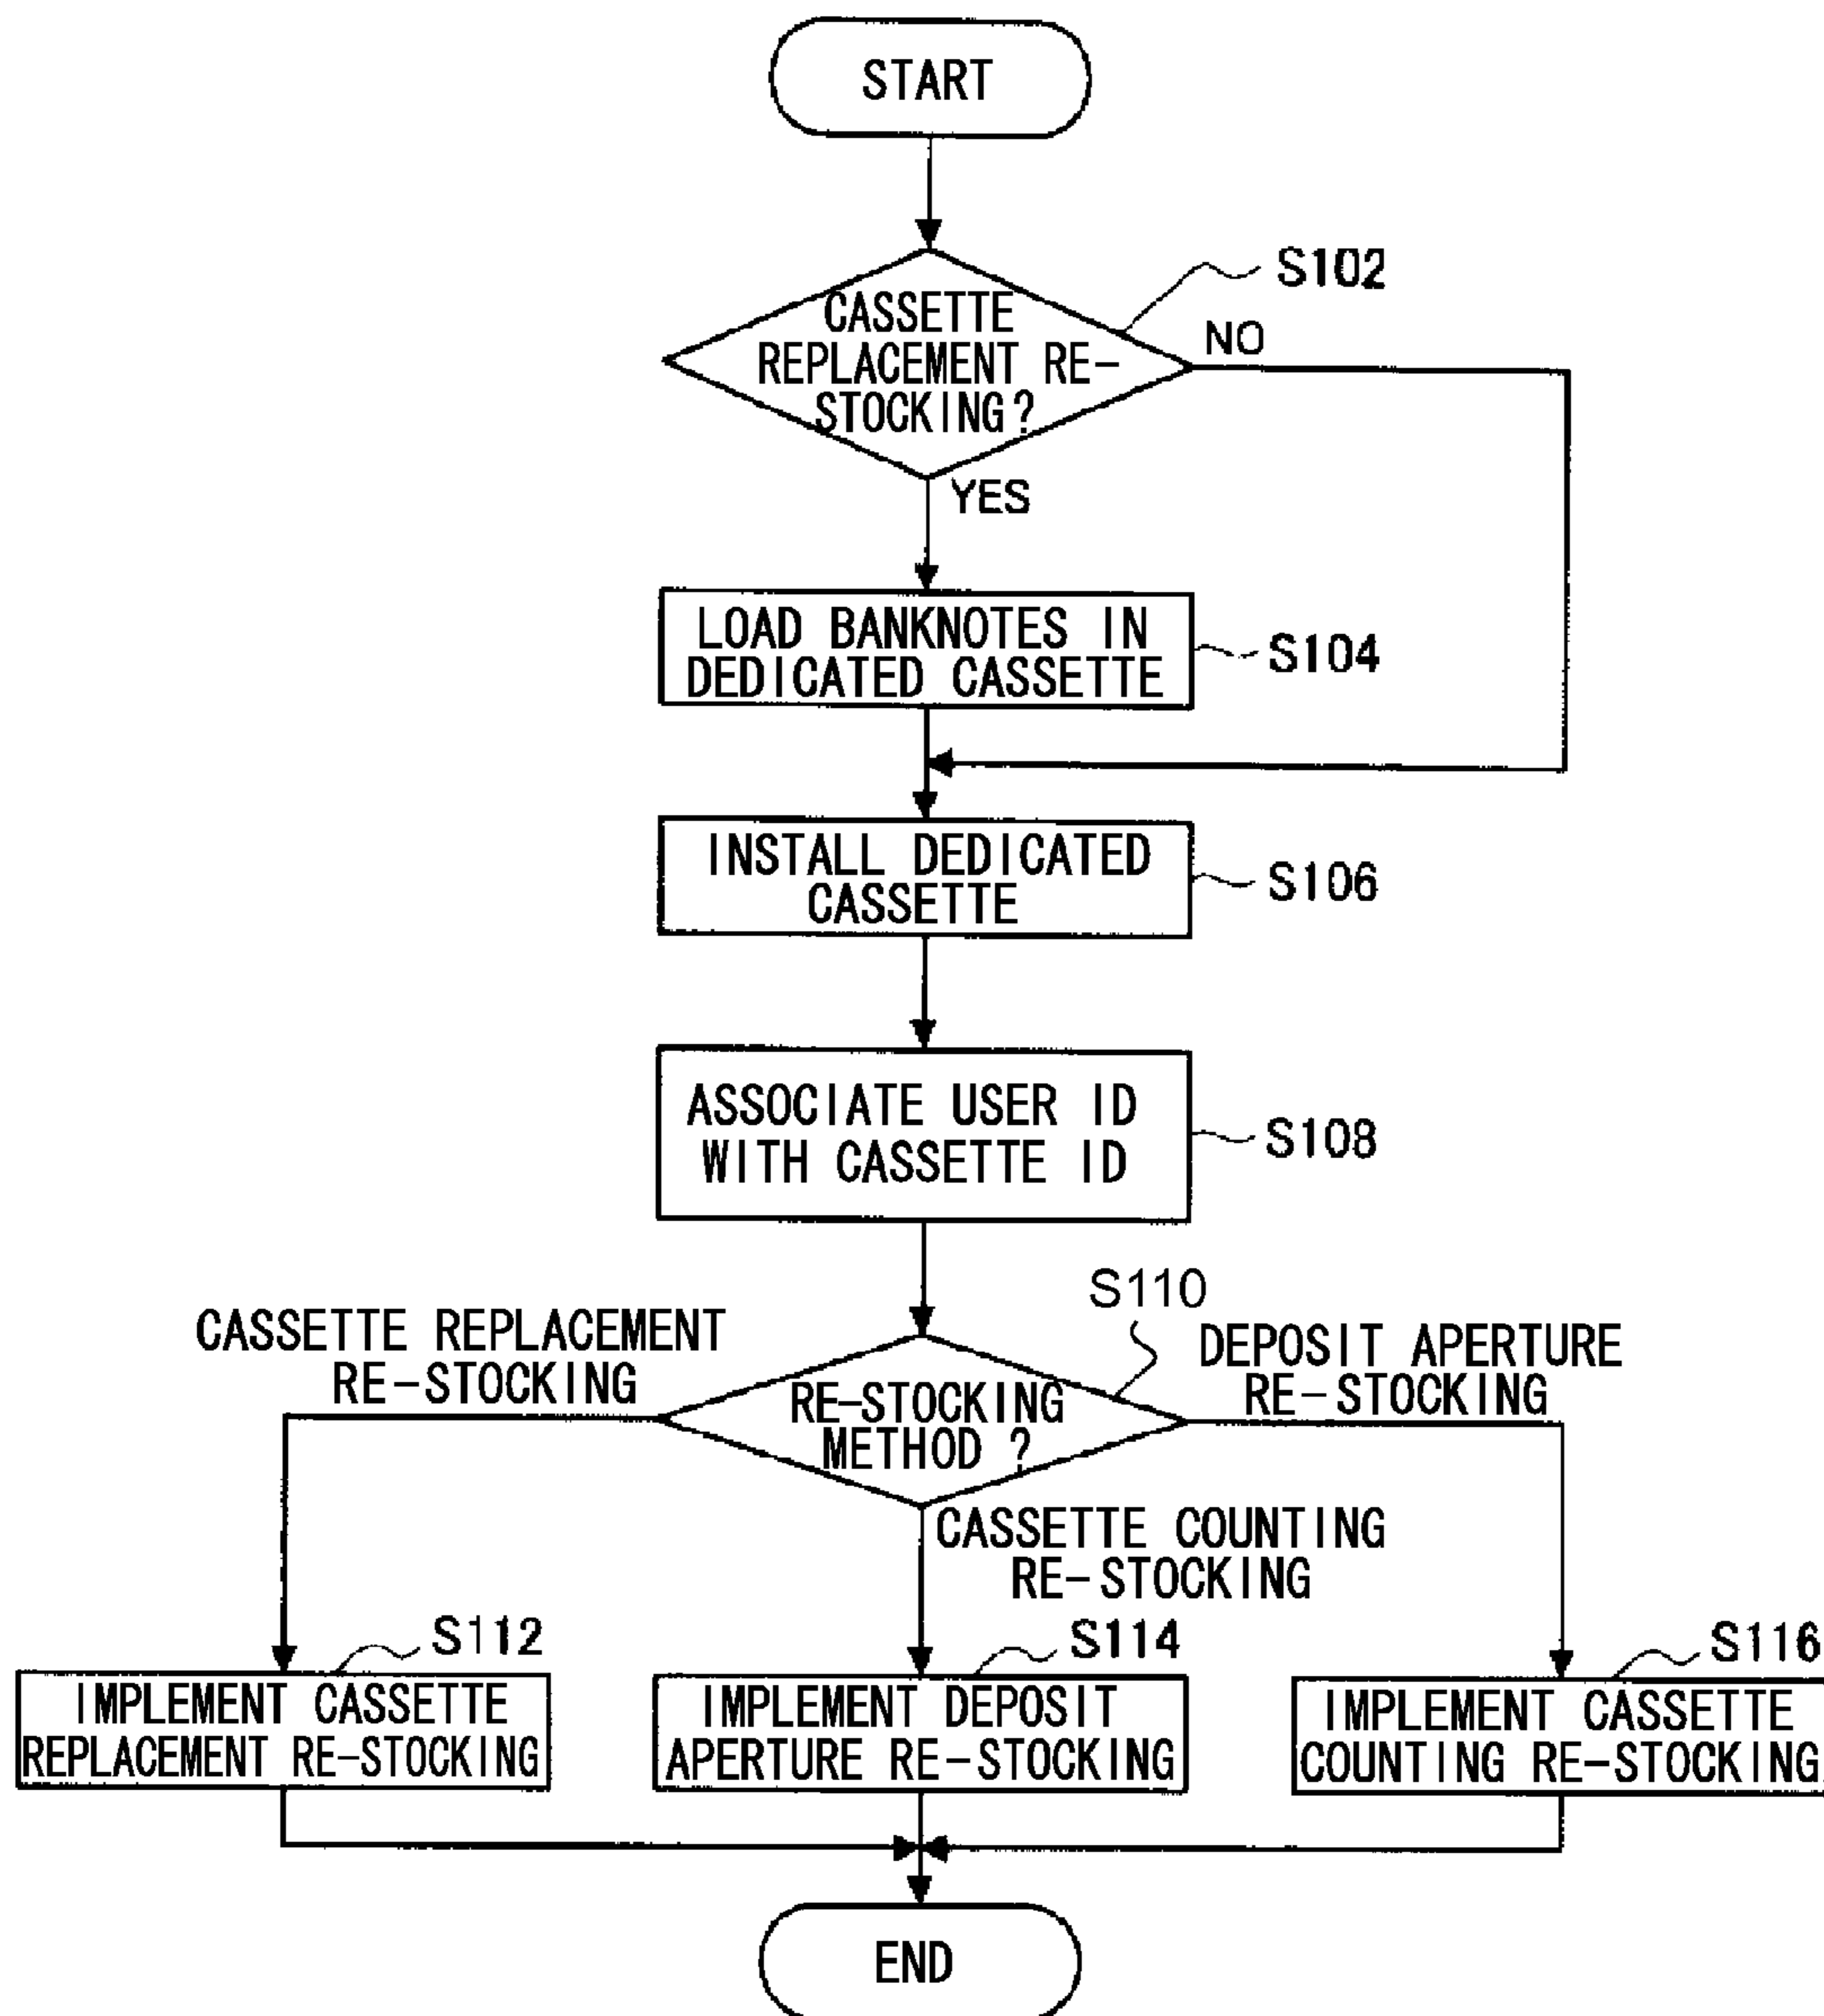 START
S102
CASSETTE
REPLACEMENT RE-
STOCKING?
NO
YES
LOAD BANKNOTES IN
DEDICATED CASSETTE
S104
INSTALL DEDICATED
CASSETTE
S106
ASSOCIATE USER ID
WITH CASSETTE ID
S108
S110
CASSETTE REPLACEMENT
RE-STOCKING
RE-STOCKING
METHOD ?
DEPOSIT APERTURE
RE-STOCKING
CASSETTE COUNTING
RE-STOCKING
S112
IMPLEMENT CASSETTE
REPLACEMENT RE-STOCKING
S114
IMPLEMENT DEPOSIT
APERTURE RE-STOCKING
S116
IMPLEMENT CASSETTE
COUNTING RE-STOCKING
END